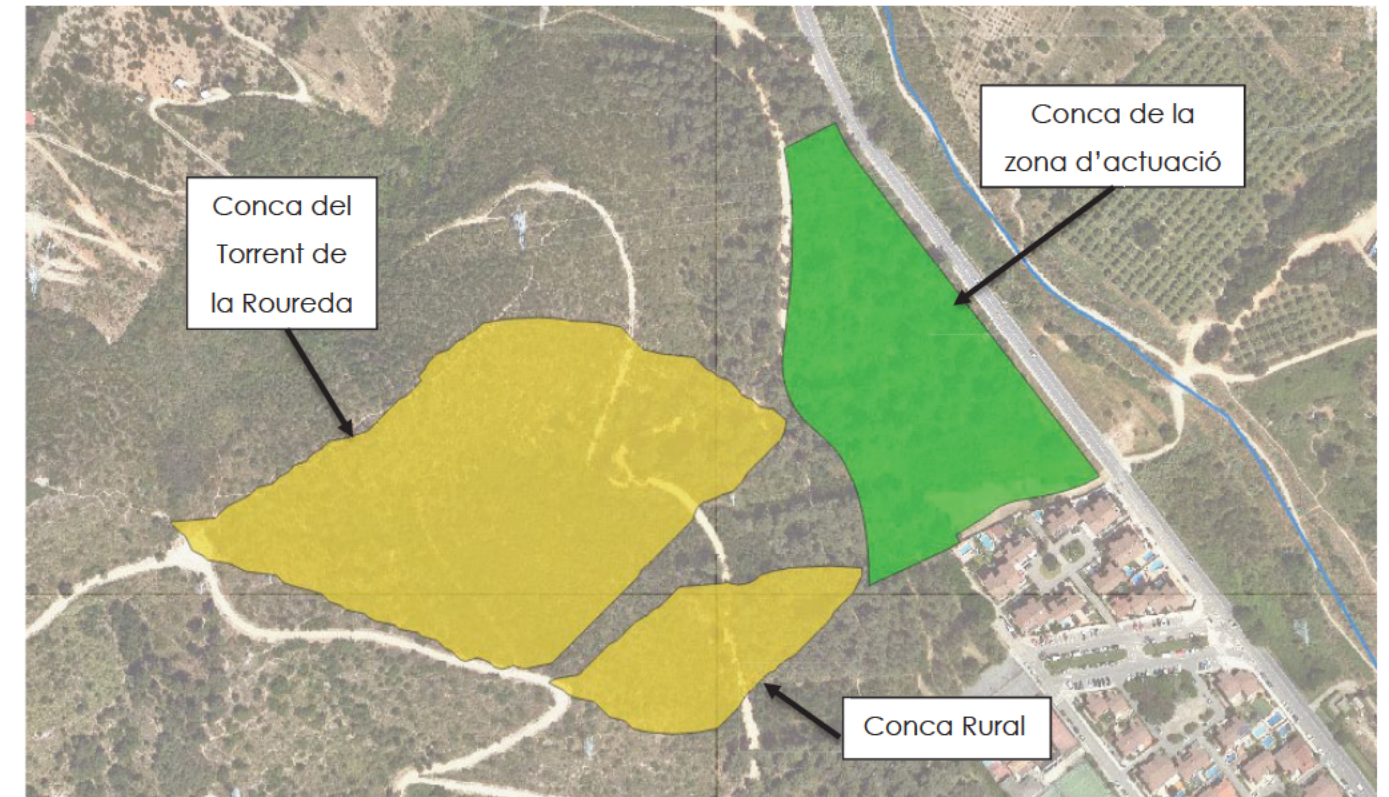 Conca de la
zona d’actuació
Conca del
Torrent de
la Roureda
Conca Rural